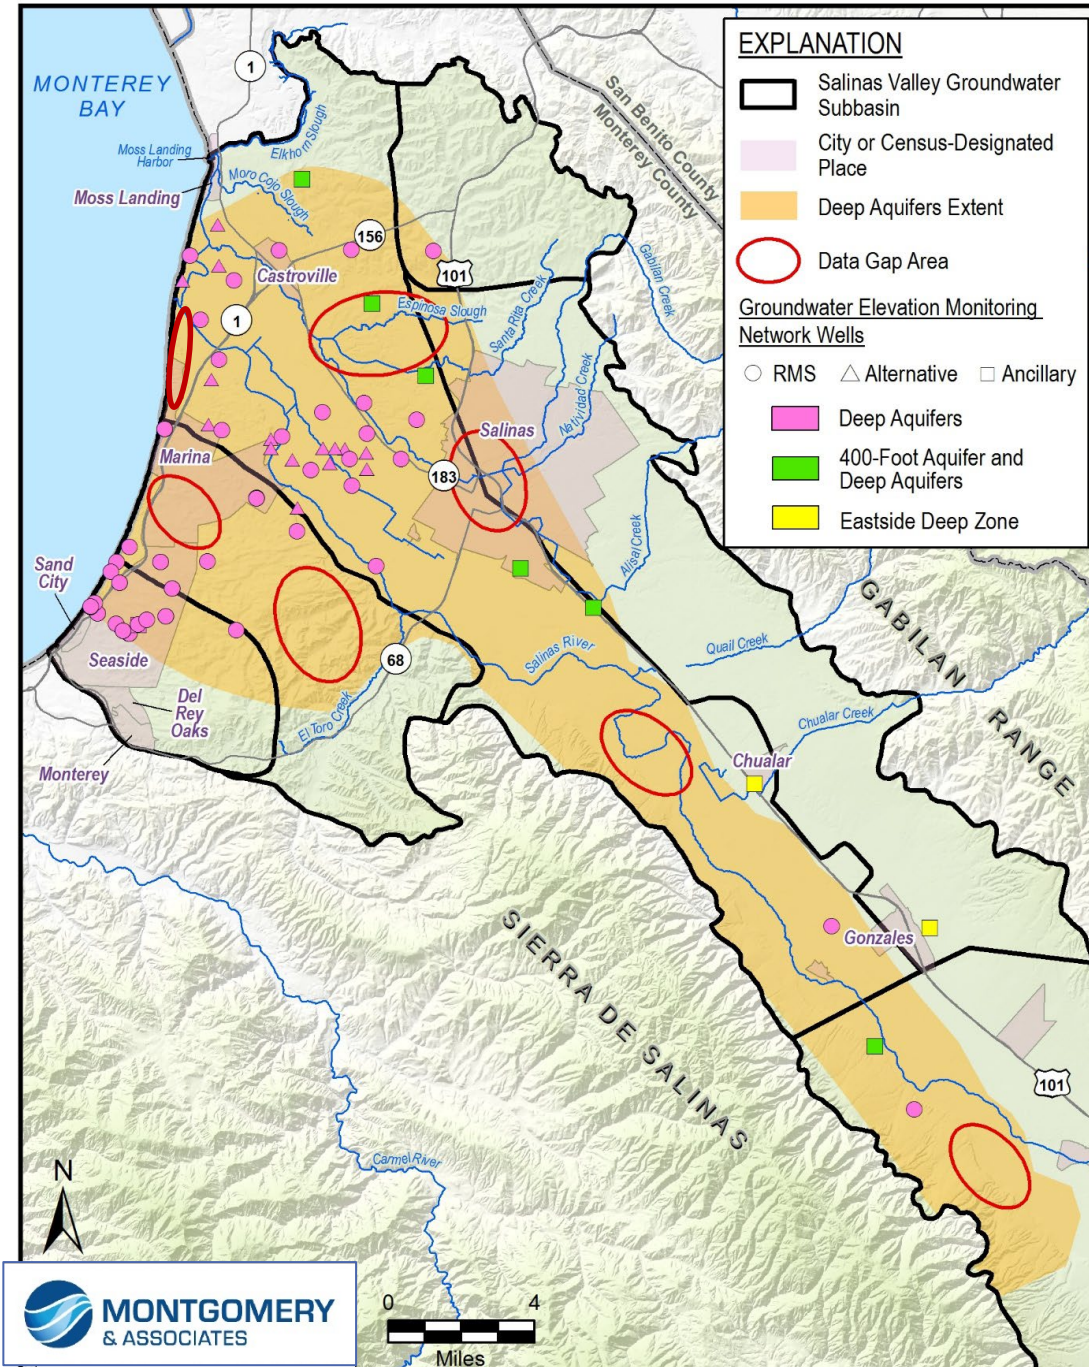 EXPLANATION
Salinas Valley Groundwater
Subbasin
City or Census-Designated
Place
Deep Aquifers Extent
Data Gap Area
Groundwater Elevation Monitoring
Network Wells
RMS
Alternative
Ancillary
Deep Aquifers
400-Foot Aquifer and
Deep Aquifers
Eastside Deep Zone
MONTEREY
BAY
1
San Benito County
Monterey County
Elkhorn Slough
Moss Landing
Harbor
Moro Cojo Slough
Moss Landing
156
101
Castroville
Gabilan Creek
Espinosa Slough
Santa Rita Creek
1
Natividad Creek
Salinas
Marina
183
Alisal Creek
Sand
City
GABILAN
RANGE
Quail Creek
Salinas River
68
Seaside
El Toro Creek
Del
Rey
Oaks
Chualar Creek
Monterey
Chualar
SIERRA DE SALINAS
Gonzales
101
Carmel River
N
0
4
Miles
MONTGOMERY
& ASSOCIATES